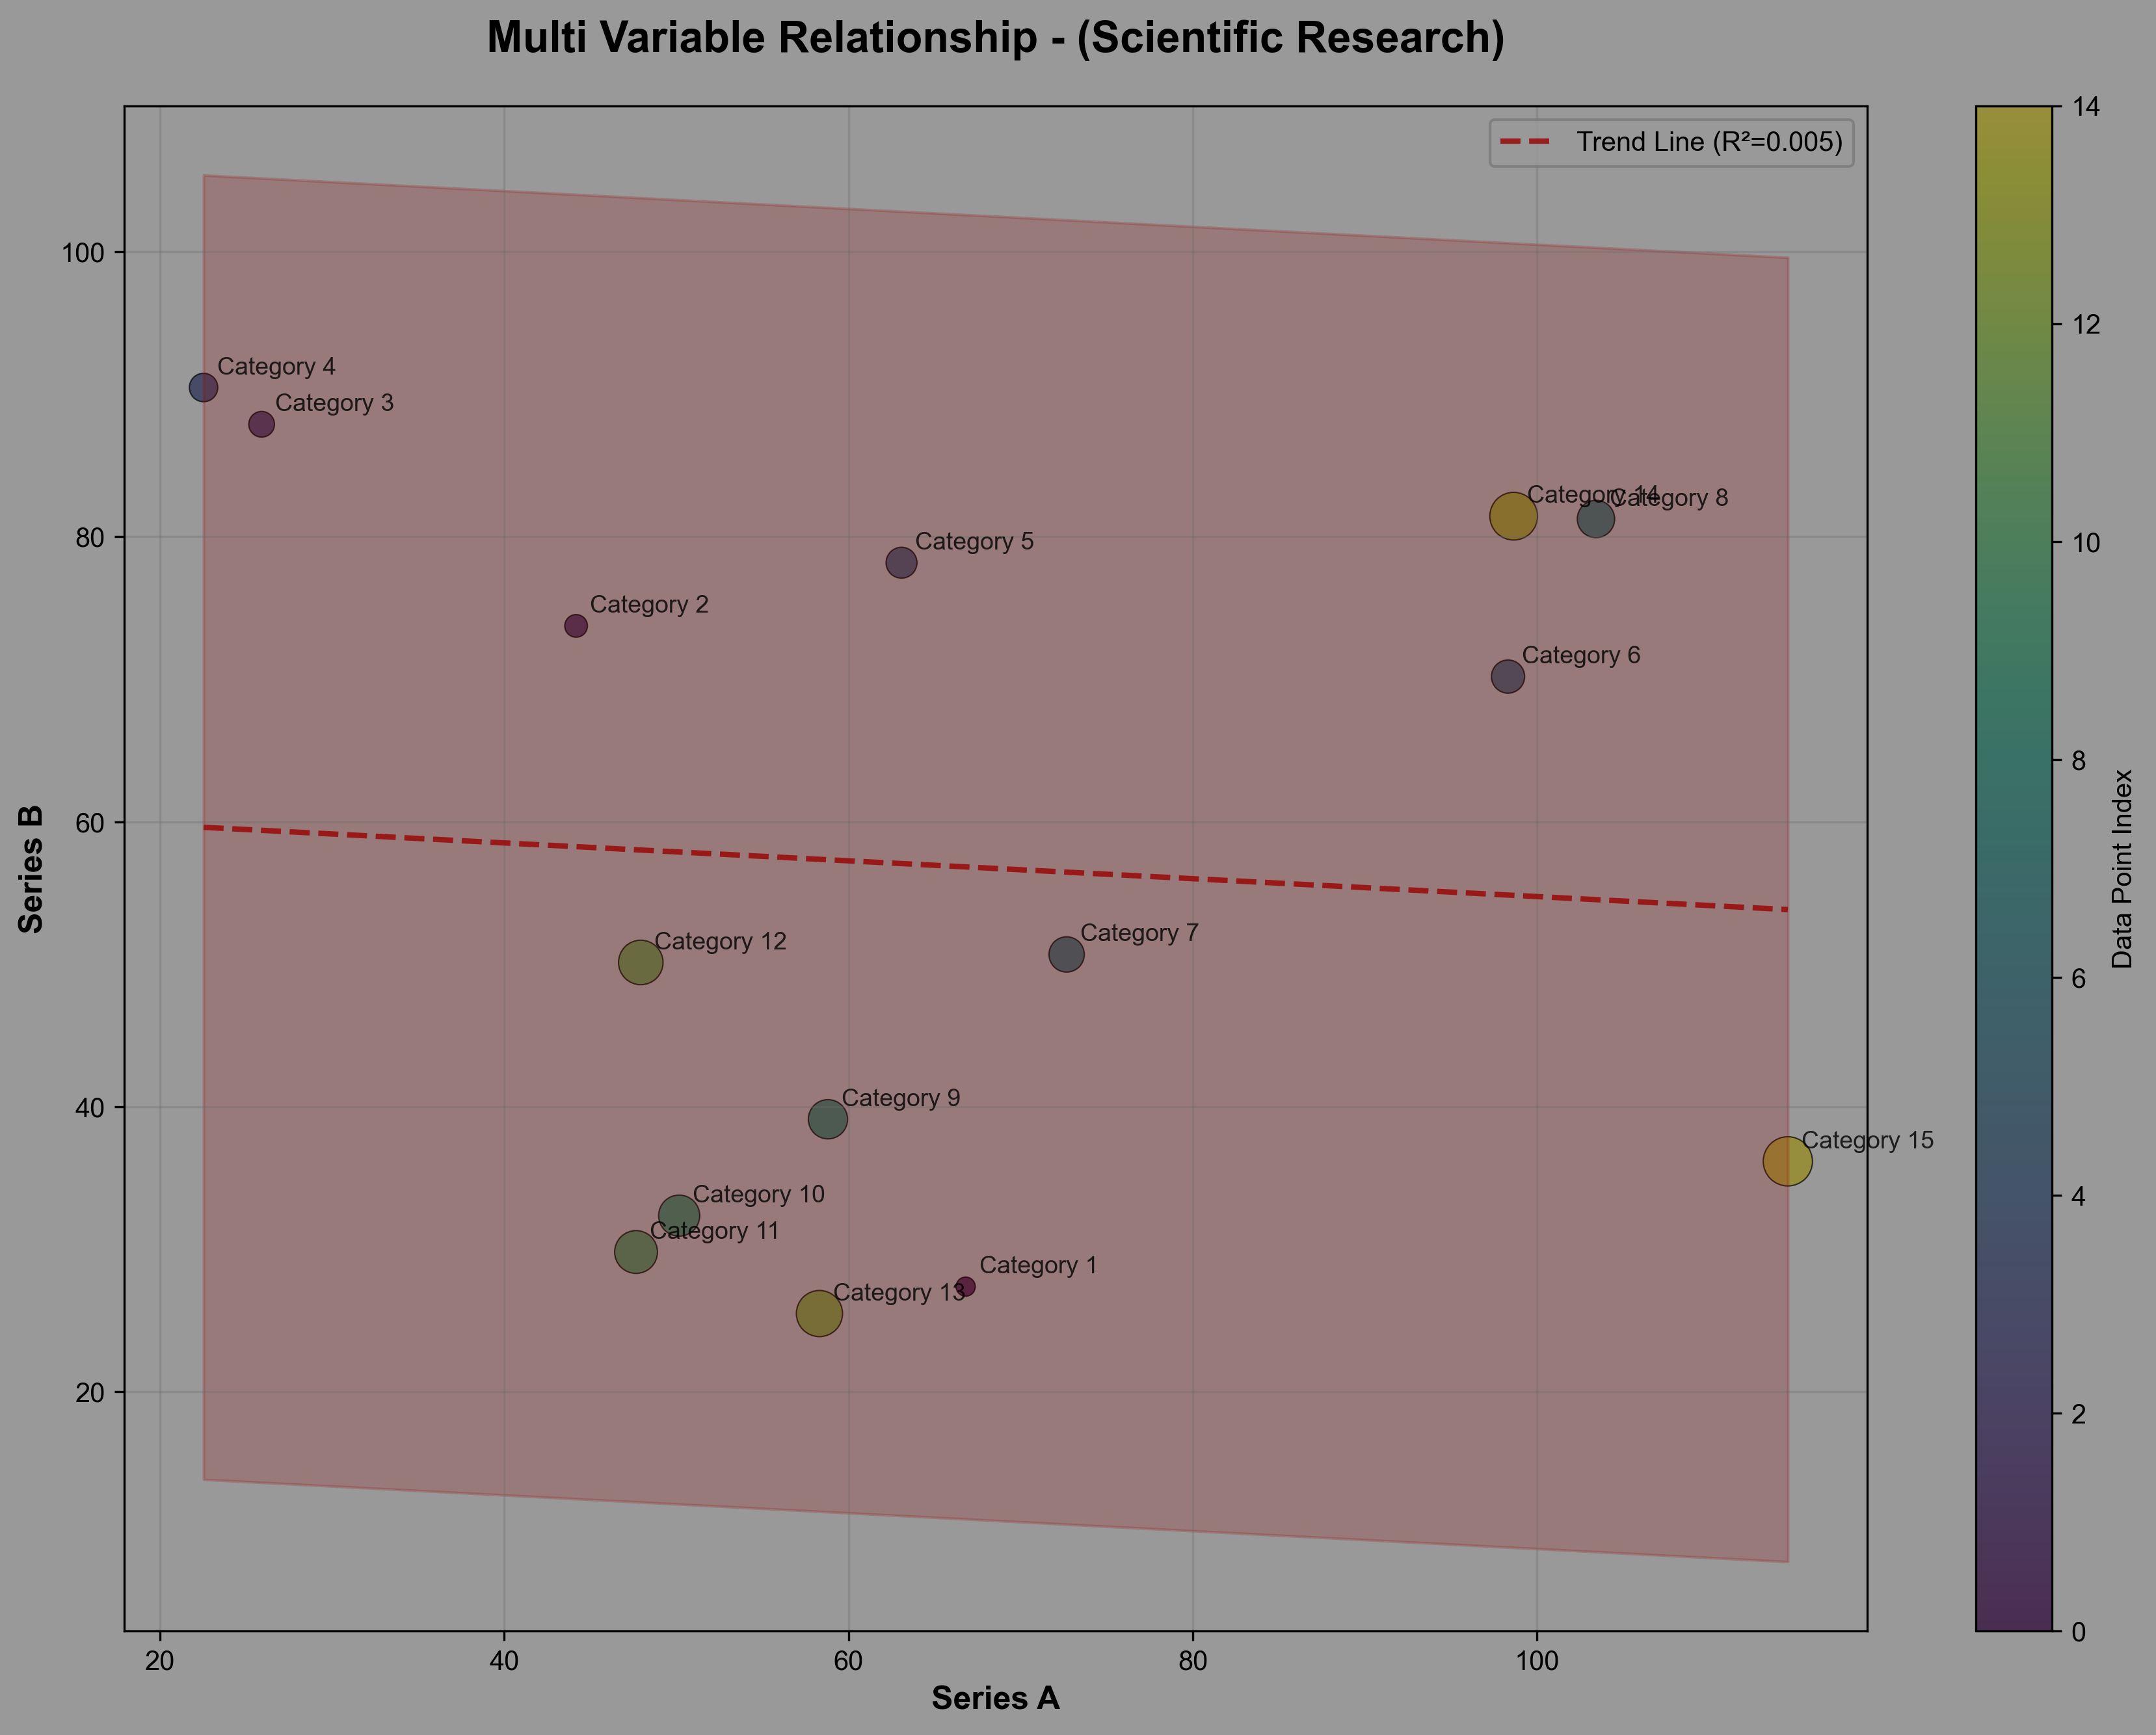 Multi Variable Relationship - (Scientific Research)
Trend Line (R²=0.005)
14
12
10
8
6
4
2
0
Data Point Index
100
80
60
40
20
Series B
Category 4
Category 3
Category 14
Category 8
Category 5
Category 2
Category 6
Category 12
Category 7
Category 9
Category 15
Category 10
Category 11
Category 1
Category 13
20
40
60
80
100
Series A